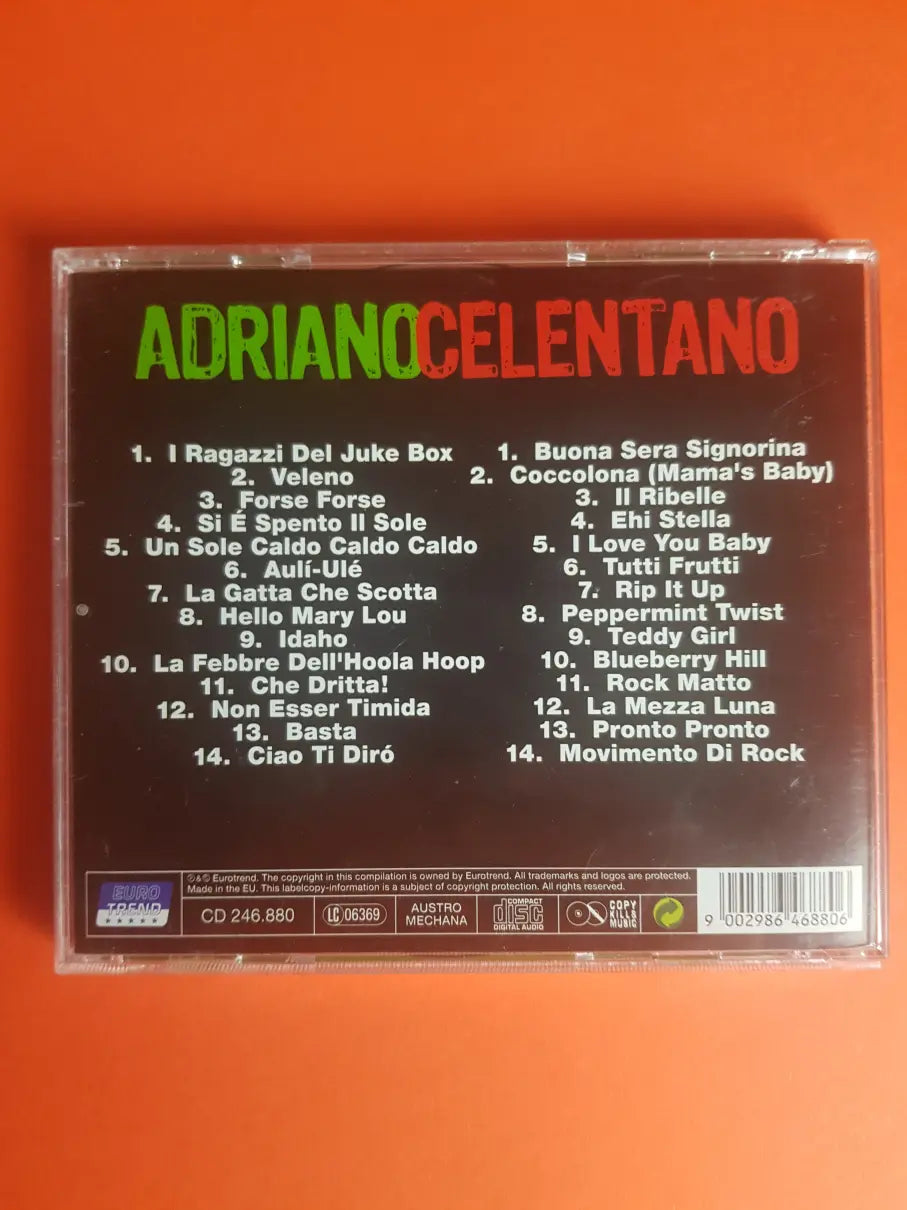 ADRIANOCELENTANO
1. I Ragazzi Del Juke Box
2. Veleno
3. Forse Forse
4. Si É Spento Il Sole
5. Un Sole Caldo Caldo Caldo
6. Aulí-Ulé
7. La Gatta Che Scotta
8. Hello Mary Lou
9. Idaho
10. La Febbre Dell'Hoola Hoop
11. Che Dritta!
12. Non Esser Timida
13. Basta
14. Ciao Ti Diró
1. Buona Sera Signorina
2. Coccolona (Mama's Baby)
3. Il Ribelle
4. Ehi Stella
5. I Love You Baby
6. Tutti Frutti
7. Rip It Up
8. Peppermint Twist
9. Teddy Girl
10. Blueberry Hill
11. Rock Matto
12. La Mezza Luna
13. Pronto Pronto
14. Movimento Di Rock
EURO
TREND
℗&© Eurotrend. The copyright in this compilation is owned by Eurotrend. All trademarks and logos are protected.
Made in the EU. This labelcopy-information is a subject of copyright protection. All rights reserved.
CD 246.880
LC 06369
AUSTRO
MECHANA
COMPACT
disc
DIGITAL AUDIO
COPY
KILLS
MUSIC
9 002986 468806